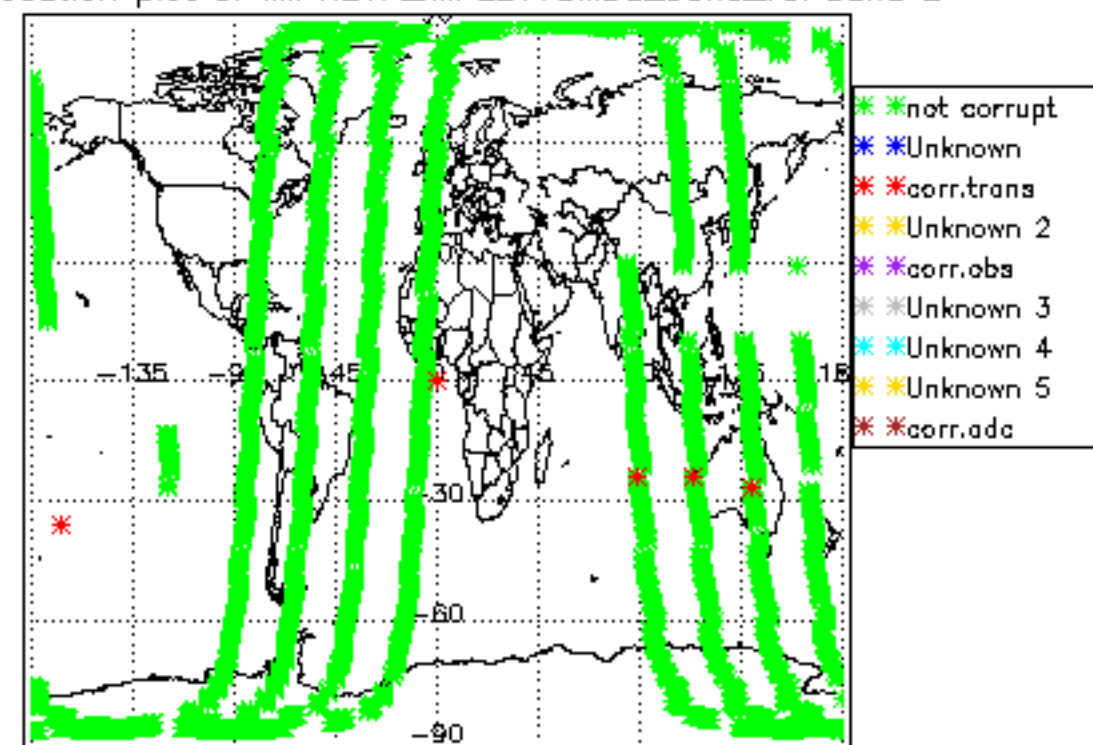 not corrupt
Unknown
corr.trans
Unknown 2
corr.obs
Unknown 3
Unknown 4
Unknown 5
corr.adc
-135
-30
-60
-90